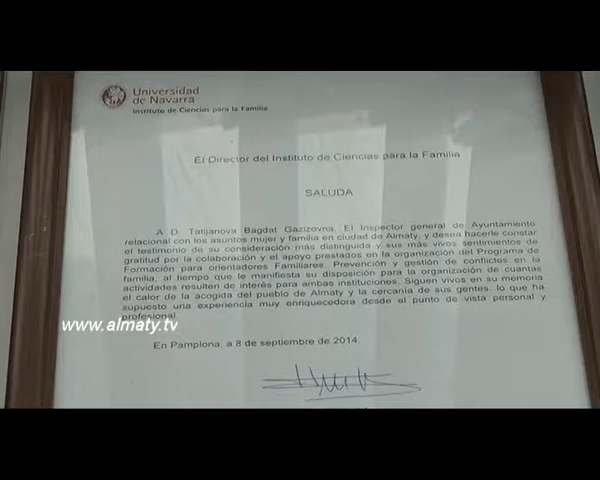 Universidad
de Navarra
Instituto de Ciencias para la Familia
El Director del Instituto de Ciencias para la Familia
SALUDA
A D. Tatijanova Bagdat Gazizovna, El Inspector general de Ayuntamiento
relacional con los asuntos mujer y familia en ciudad de Almaty, y desea hacerle constar
el testimonio de su consideración más distinguida y sus más vivos sentimientos de
gratitud por la colaboración y el apoyo prestados en la organización del Programa de
Formación para orientadores Familiares. Prevención y gestión de conflictos en la
familia, al tiempo que le manifiesta su disposición para la organización de cuantas
actividades resulten de interés para ambas instituciones. Siguen vivos en su memoria
el calor de la acogida del pueblo de Almaty y la cercanía de sus gentes, lo que ha
supuesto una experiencia muy enriquecedora desde el punto de vista personal y
profesional.
www.almaty.tv
En Pamplona, a 8 de septiembre de 2014.